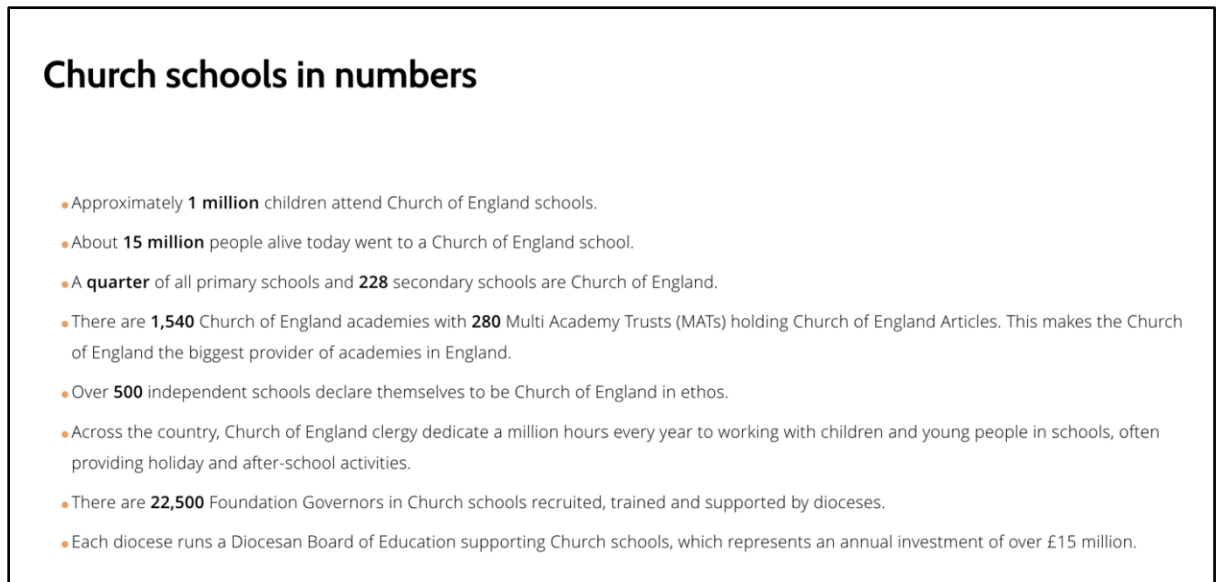 Church schools in numbers
•Approximately 1 million children attend Church of England schools.
•About 15 million people alive today went to a Church of England school.
•A quarter of all primary schools and 228 secondary schools are Church of England.
•There are 1,540 Church of England academies with 280 Multi Academy Trusts (MATs) holding Church of England Articles. This makes the Church
of England the biggest provider of academies in England.
•Over 500 independent schools declare themselves to be Church of England in ethos.
•Across the country, Church of England clergy dedicate a million hours every year to working with children and young people in schools, often
providing holiday and after-school activities.
•There are 22,500 Foundation Governors in Church schools recruited, trained and supported by dioceses.
•Each diocese runs a Diocesan Board of Education supporting Church schools, which represents an annual investment of over £15 million.